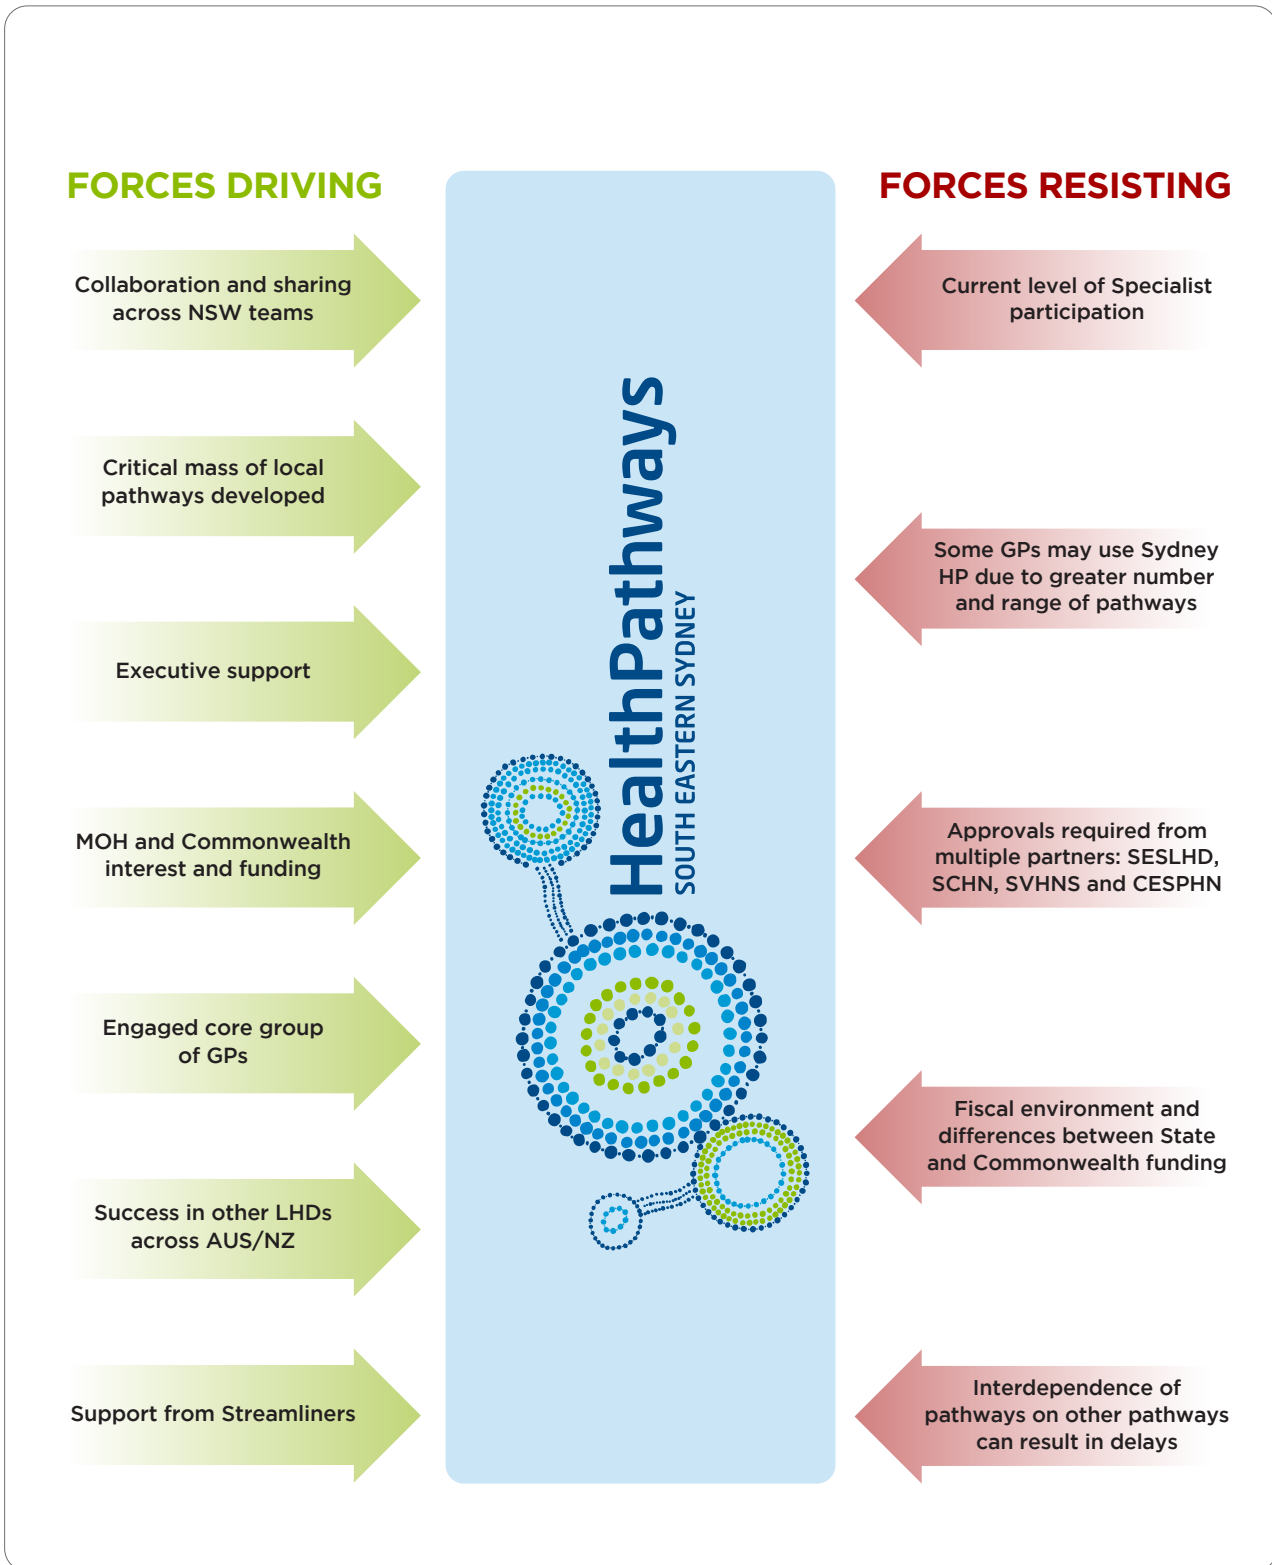 FORCES DRIVING
Collaboration and sharing
across NSW teams
Critical mass of local
pathways developed
Executive support
MOH and Commonwealth
interest and funding
Engaged core group
of GPs
Success in other LHDs
across AUS/NZ
Support from Streamliners
HealthPathways
SOUTH EASTERN SYDNEY
FORCES RESISTING
Current level of Specialist
participation
Some GPs may use Sydney
HP due to greater number
and range of pathways
Approvals required from
multiple partners: SESLHD,
SCHN, SVHNS and CESPHN
Fiscal environment and
differences between State
and Commonwealth funding
Interdependence of
pathways on other pathways
can result in delays